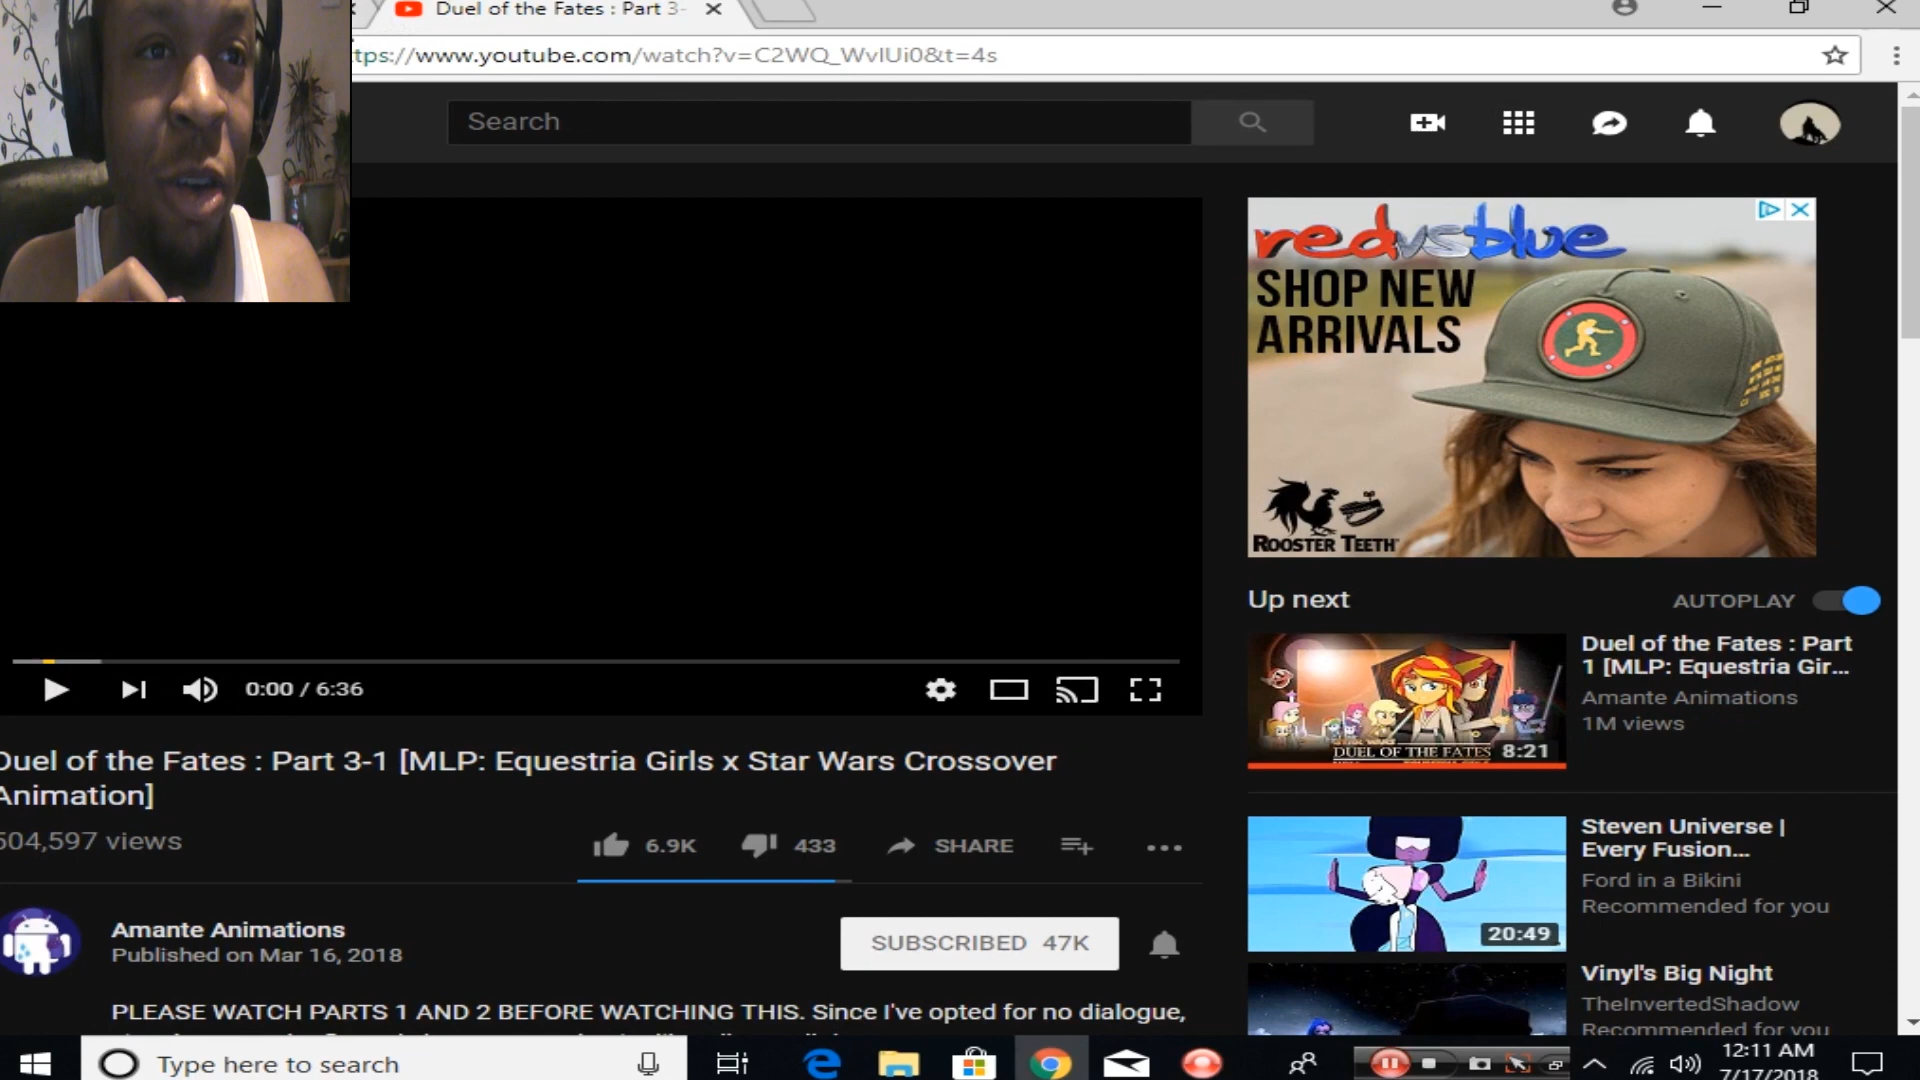 Duel of the Fates : Part 3-
tps://www.youtube.com/watch?v=C2WQ_WvIUi0&t=4s
Search
redvsblue
SHOP NEW
ARRIVALS
ROOSTER TEETH
Up next
AUTOPLAY
Duel of the Fates : Part
1 [MLP: Equestria Gir...
Amante Animations
1M views
DUEL OF THE FATES
8:21
0:00 / 6:36
Duel of the Fates : Part 3-1 [MLP: Equestria Girls x Star Wars Crossover
Animation]
504,597 views
6.9K
433
SHARE
Steven Universe |
Every Fusion...
Ford in a Bikini
Recommended for you
20:49
Amante Animations
Published on Mar 16, 2018
SUBSCRIBED 47K
Vinyl's Big Night
TheInvertedShadow
Recommended for you
PLEASE WATCH PARTS 1 AND 2 BEFORE WATCHING THIS. Since I've opted for no dialogue,
Type here to search
12:11 AM
7/17/2018